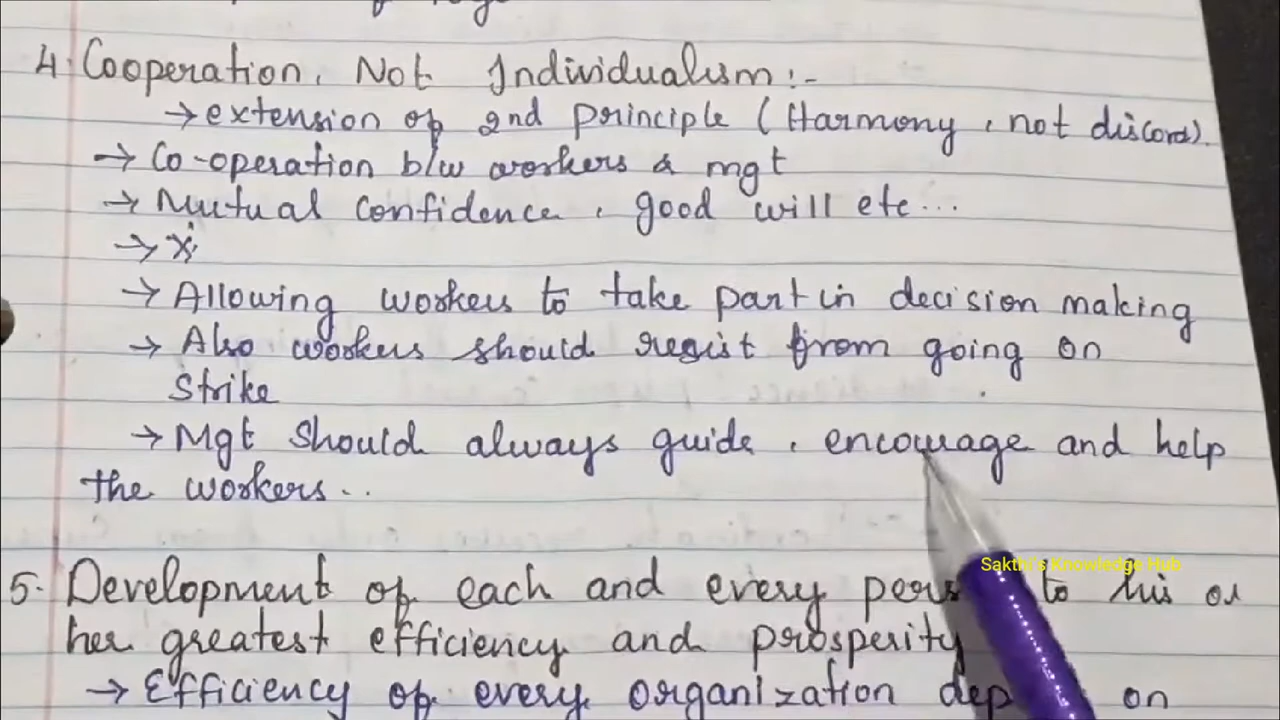 4. Cooperation, Not Individualism :-
→ extension of 2nd principle (Harmony, not discord).
→ Co-operation b/w workers & mgt
→ Mutual confidence, good will etc...
→
→ Allowing workers to take part in decision making
→ Also workers should resist from going on
Strike
→ Mgt should always guide, encourage and help
the workers..
Sakthi's Knowledge Hub
5. Development of each and every pers to his or
her greatest efficiency and prosperity
→ Efficiency of every organization dep on